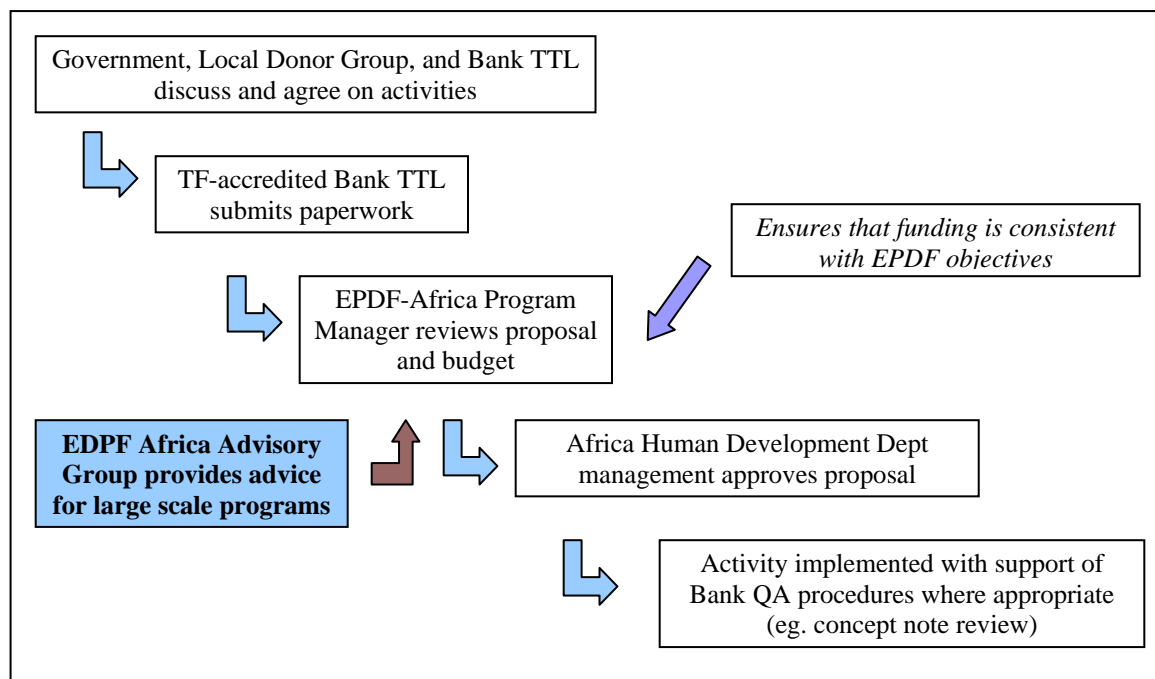 Government, Local Donor Group, and Bank TTL
discuss and agree on activities
TF-accredited Bank TTL
submits paperwork
Ensures that funding is consistent
with EPDF objectives
EPDF-Africa Program
Manager reviews proposal
and budget
EDPF Africa Advisory
Group provides advice
for large scale programs
Africa Human Development Dept
management approves proposal
Activity implemented with support of
Bank QA procedures where appropriate
(eg. concept note review)